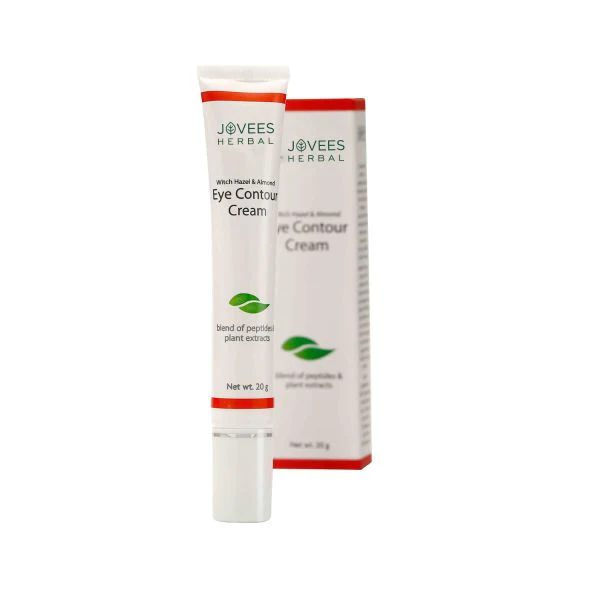 JOVEES
HERBAL
Witch Hazel & Almond
Eye Contour
Cream
blend of peptides &
plant extracts
Net wt. 20 g
JOVEES
HERBAL
Witch Hazel & Almond
Eye Contour
Cream
blend of peptides &
plant extracts
Net wt. 20 g